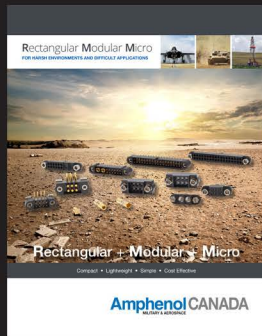 Rectangular Modular Micro
FOR HARSH ENVIRONMENTS AND DIFFICULT APPLICATIONS
Rectangular + Modular + Micro
Compact • Lightweight • Simple • Cost Effective
Amphenol CANADA
MILITARY & AEROSPACE